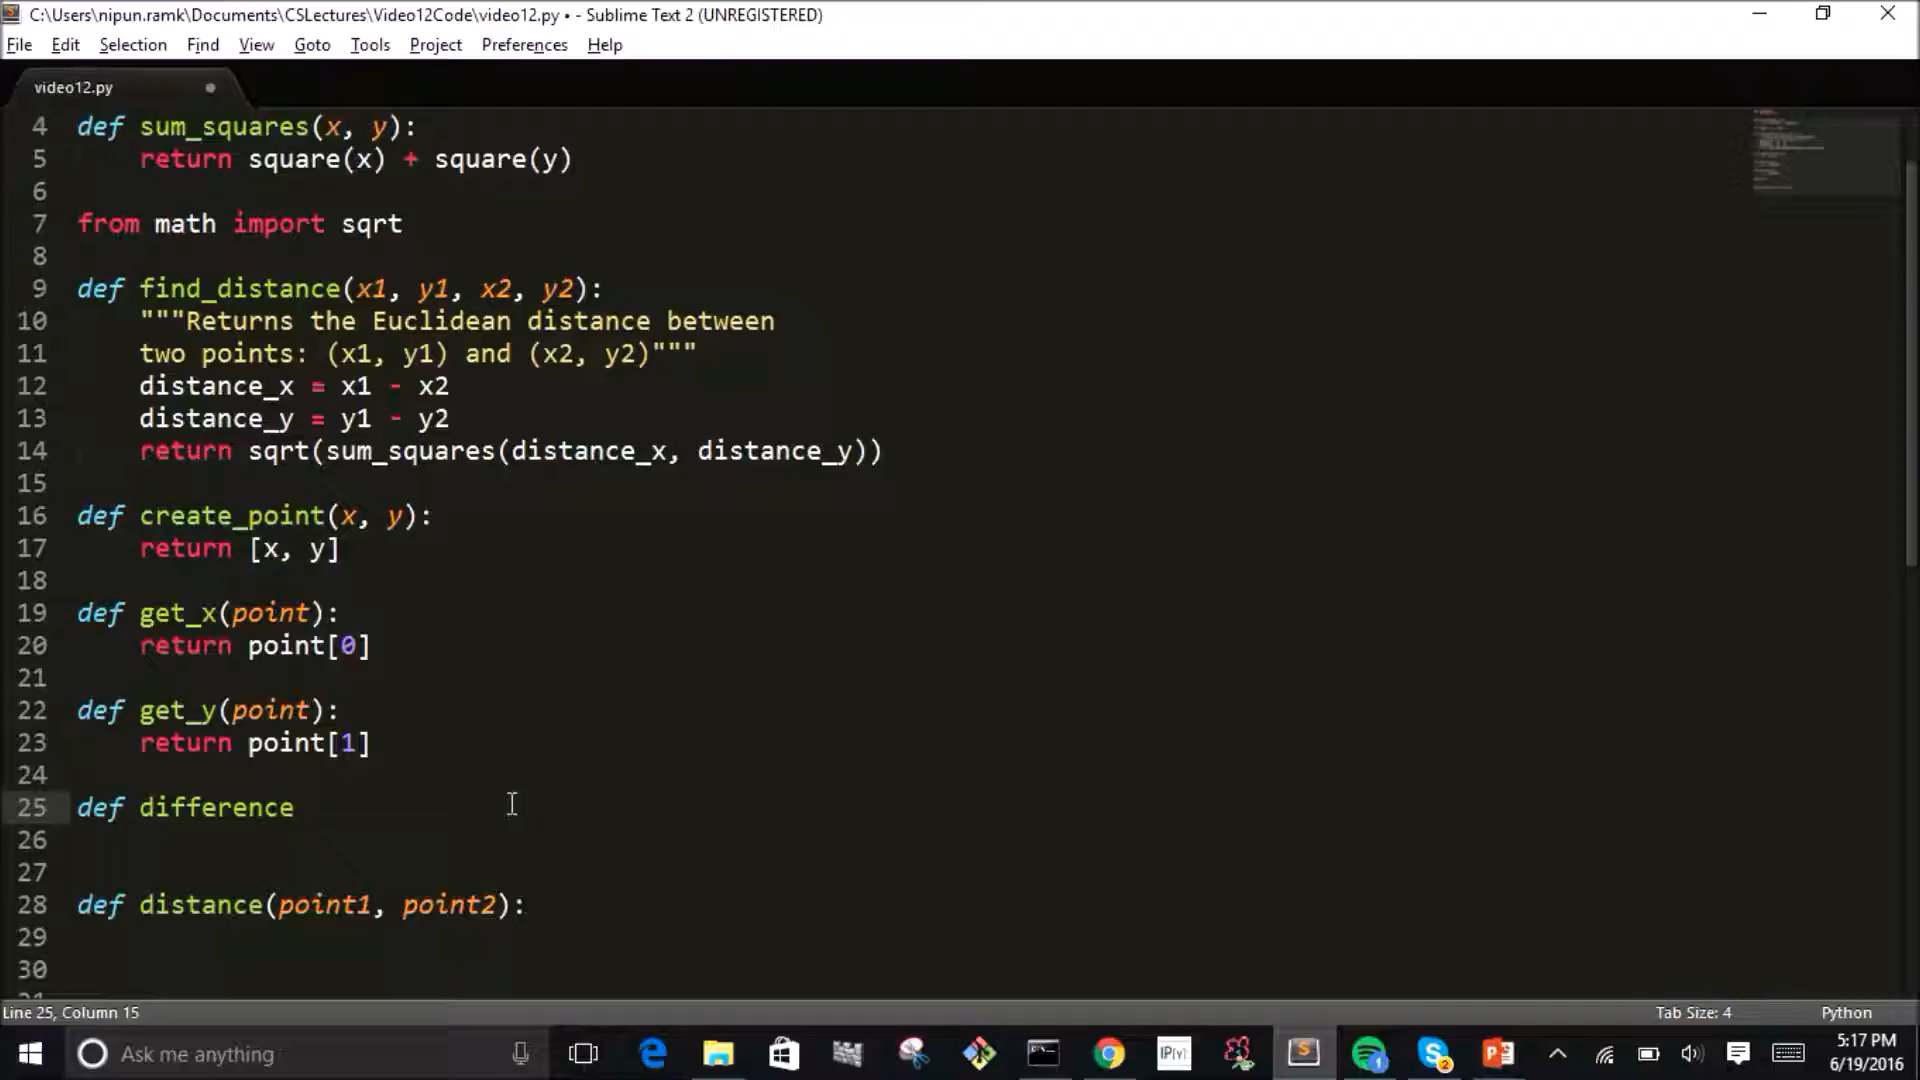 C:\Users\nipun.ramk\Documents\CSLectures\Video12Code\video12.py • - Sublime Text 2 (UNREGISTERED)
File Edit Selection Find View Goto Tools Project Preferences Help
video12.py
4 def sum_squares(x, y):
5 return square(x) + square(y)
6
7 from math import sqrt
8
9 def find_distance(x1, y1, x2, y2):
10 """Returns the Euclidean distance between
11 two points: (x1, y1) and (x2, y2)"""
12 distance_x = x1 - x2
13 distance_y = y1 - y2
14 return sqrt(sum_squares(distance_x, distance_y))
15
16 def create_point(x, y):
17 return [x, y]
18
19 def get_x(point):
20 return point[0]
21
22 def get_y(point):
23 return point[1]
24
25 def difference
26
27
28 def distance(point1, point2):
29
30
Line 25, Column 15 Tab Size: 4 Python
Ask me anything
IP[y]:
S
1
2
5:17 PM
6/19/2016